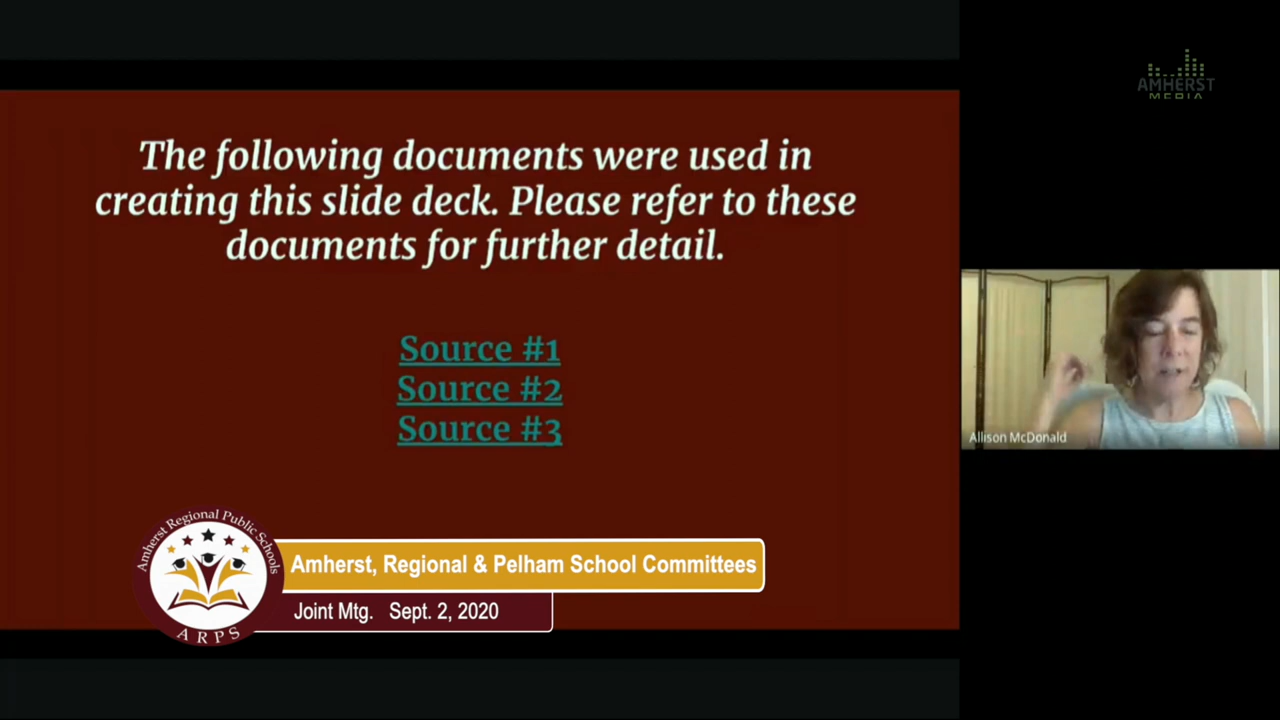 AMHERST
MEDIA
The following documents were used in
creating this slide deck. Please refer to these
documents for further detail.
Source #1
Source #2
Source #3
Allison McDonald
Amherst Regional Public Schools
ARPS
Amherst, Regional & Pelham School Committees
Joint Mtg. Sept. 2, 2020